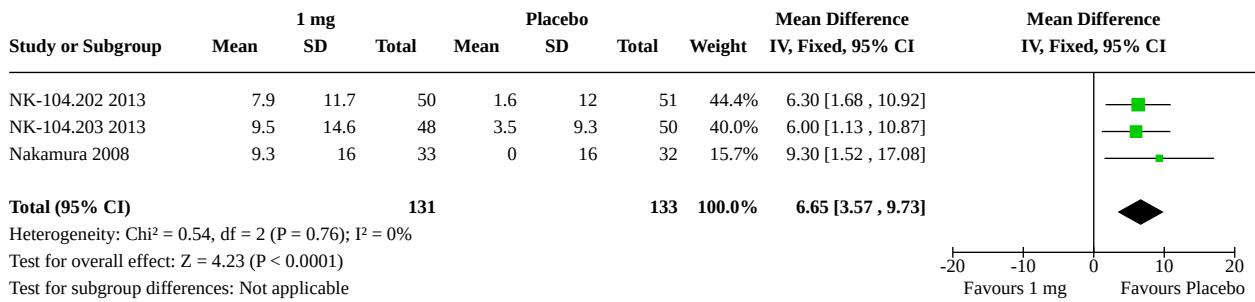 1 mg Placebo Mean Difference Mean Difference
Study or Subgroup Mean SD Total Mean SD Total Weight IV, Fixed, 95% CI IV, Fixed, 95% CI
NK-104.202 2013 7.9 11.7 50 1.6 12 51 44.4% 6.30 [1.68 , 10.92]
NK-104.203 2013 9.5 14.6 48 3.5 9.3 50 40.0% 6.00 [1.13 , 10.87]
Nakamura 2008 9.3 16 33 0 16 32 15.7% 9.30 [1.52 , 17.08]
Total (95% CI) 131 133 100.0% 6.65 [3.57 , 9.73]
Heterogeneity: Chi² = 0.54, df = 2 (P = 0.76); I² = 0%
Test for overall effect: Z = 4.23 (P < 0.0001)
Test for subgroup differences: Not applicable
-20 -10 0 10 20
Favours 1 mg Favours Placebo